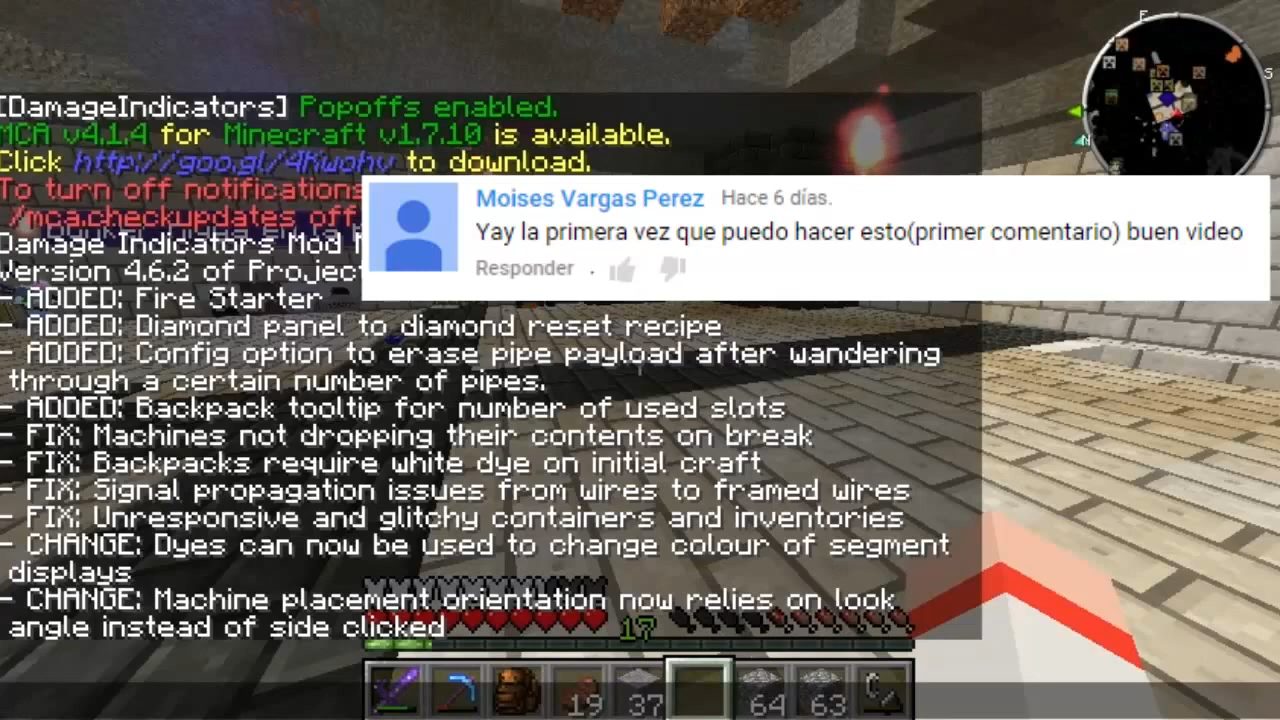 [DamageIndicators] Popoffs enabled.
MCA v4.1.4 for Minecraft v1.7.10 is available.
Click http://goo.gl/4Kwohv to download.
To turn off notifications
/mca.checkupdates off
Moises Vargas Perez Hace 6 días.
Yay la primera vez que puedo hacer esto(primer comentario) buen video
Responder .
Damage Indicators Mod
Version 4.6.2 of Project
- ADDED: Fire Starter
- ADDED: Diamond panel to diamond reset recipe
- ADDED: Config option to erase pipe payload after wandering
through a certain number of pipes.
- ADDED: Backpack tooltip for number of used slots
- FIX: Machines not dropping their contents on break
- FIX: Backpacks require white dye on initial craft
- FIX: Signal propagation issues from wires to framed wires
- FIX: Unresponsive and glitchy containers and inventories
- CHANGE: Dyes can now be used to change colour of segment
displays
- CHANGE: Machine placement orientation now relies on look
angle instead of side clicked
17
19 37 64 63
E
S
N